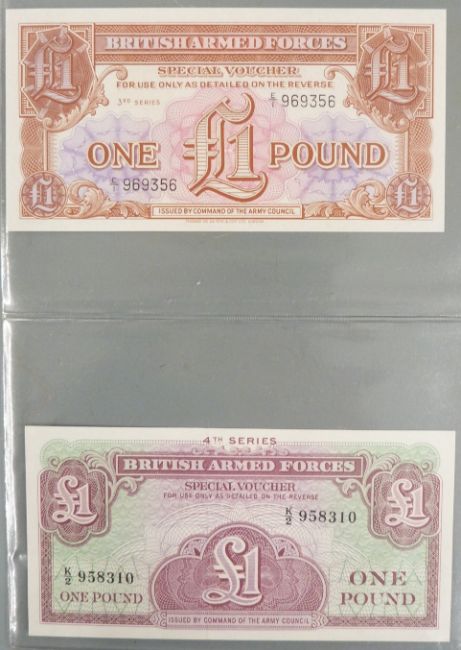 BRITISH ARMED FORCES
£1
£1
SPECIAL VOUCHER
FOR USE ONLY AS DETAILED ON THE REVERSE
3RD SERIES
E/1 969356
ONE £1 POUND
E/1 969356
£1
£1
ISSUED BY COMMAND OF THE ARMY COUNCIL
4TH SERIES
BRITISH ARMED FORCES
£1
£1
SPECIAL VOUCHER
FOR USE ONLY AS DETAILED ON THE REVERSE
K/2 958310
£1
K/2 958310
ONE POUND
ONE
POUND
ISSUED BY COMMAND OF THE ARMY COUNCIL